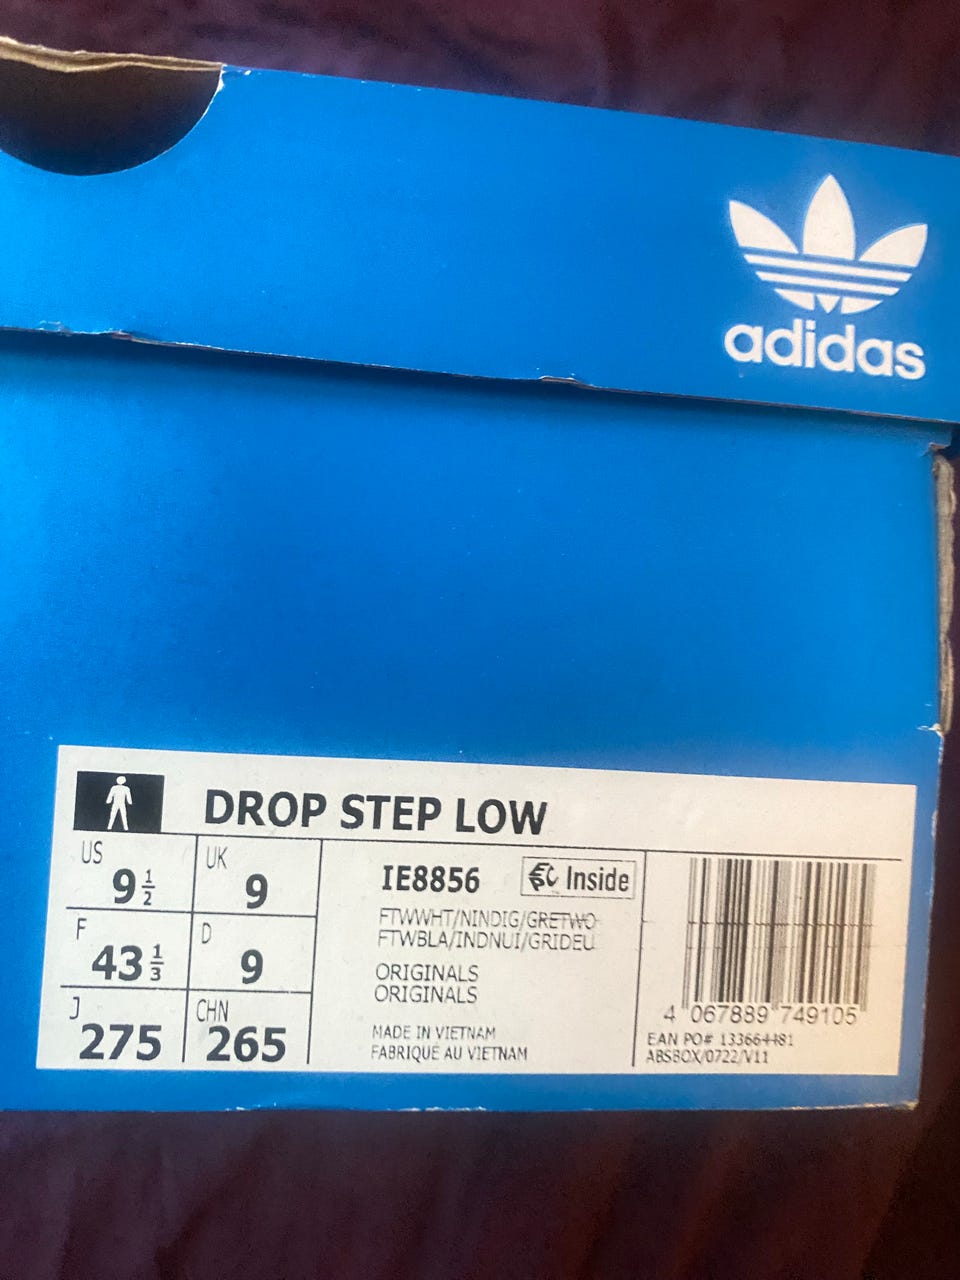 adidas
DROP STEP LOW
US
9 1/2
UK
9
F
43 1/3
D
9
J
275
CHN
265
IE8856
Inside
FTWWHT/NINDIG/GRETWO
FTWBLA/INDNUI/GRIDEU
ORIGINALS
ORIGINALS
MADE IN VIETNAM
FABRIQUE AU VIETNAM
4 067889 749105
EAN PO# 133664481
ABSBOX/0722/V11